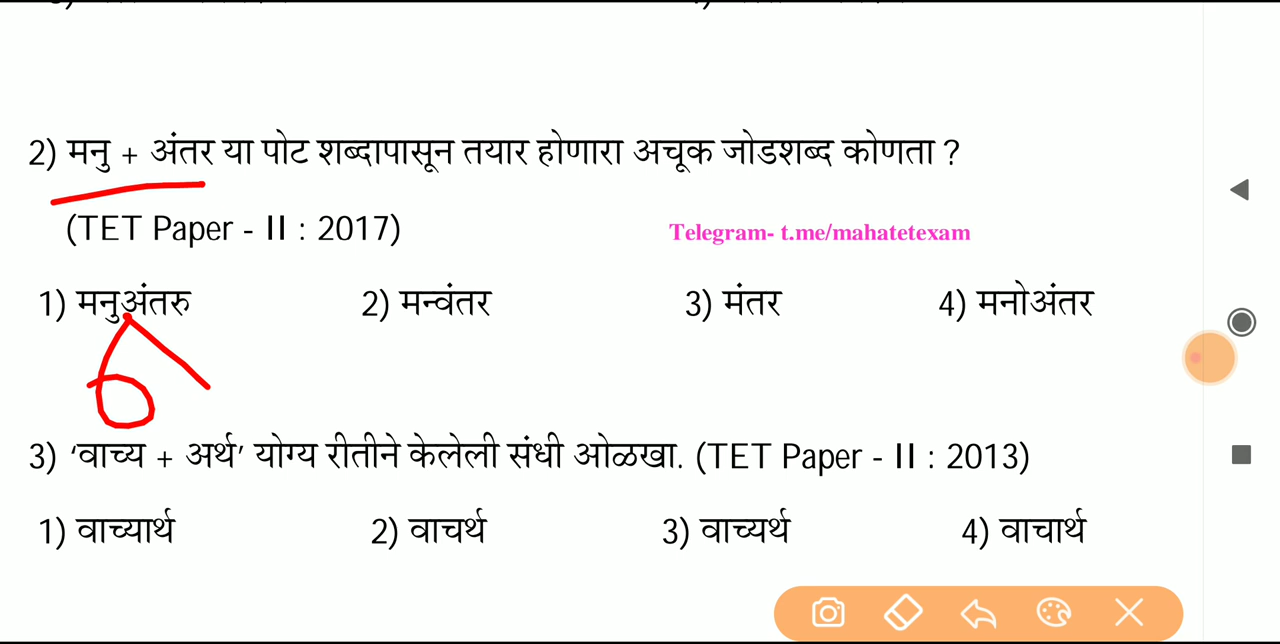 2) मनु + अंतर या पोट शब्दापासून तयार होणारा अचूक जोडशब्द कोणता ?
(TET Paper - II : 2017)
Telegram- t.me/mahatetexam
1) मनुअंतरु 2) मन्वंतर 3) मंतर 4) मनोअंतर
3) ‘वाच्य + अर्थ’ योग्य रीतीने केलेली संधी ओळखा. (TET Paper - II : 2013)
1) वाच्यार्थ 2) वाचर्थ 3) वाच्यर्थ 4) वाचार्थ